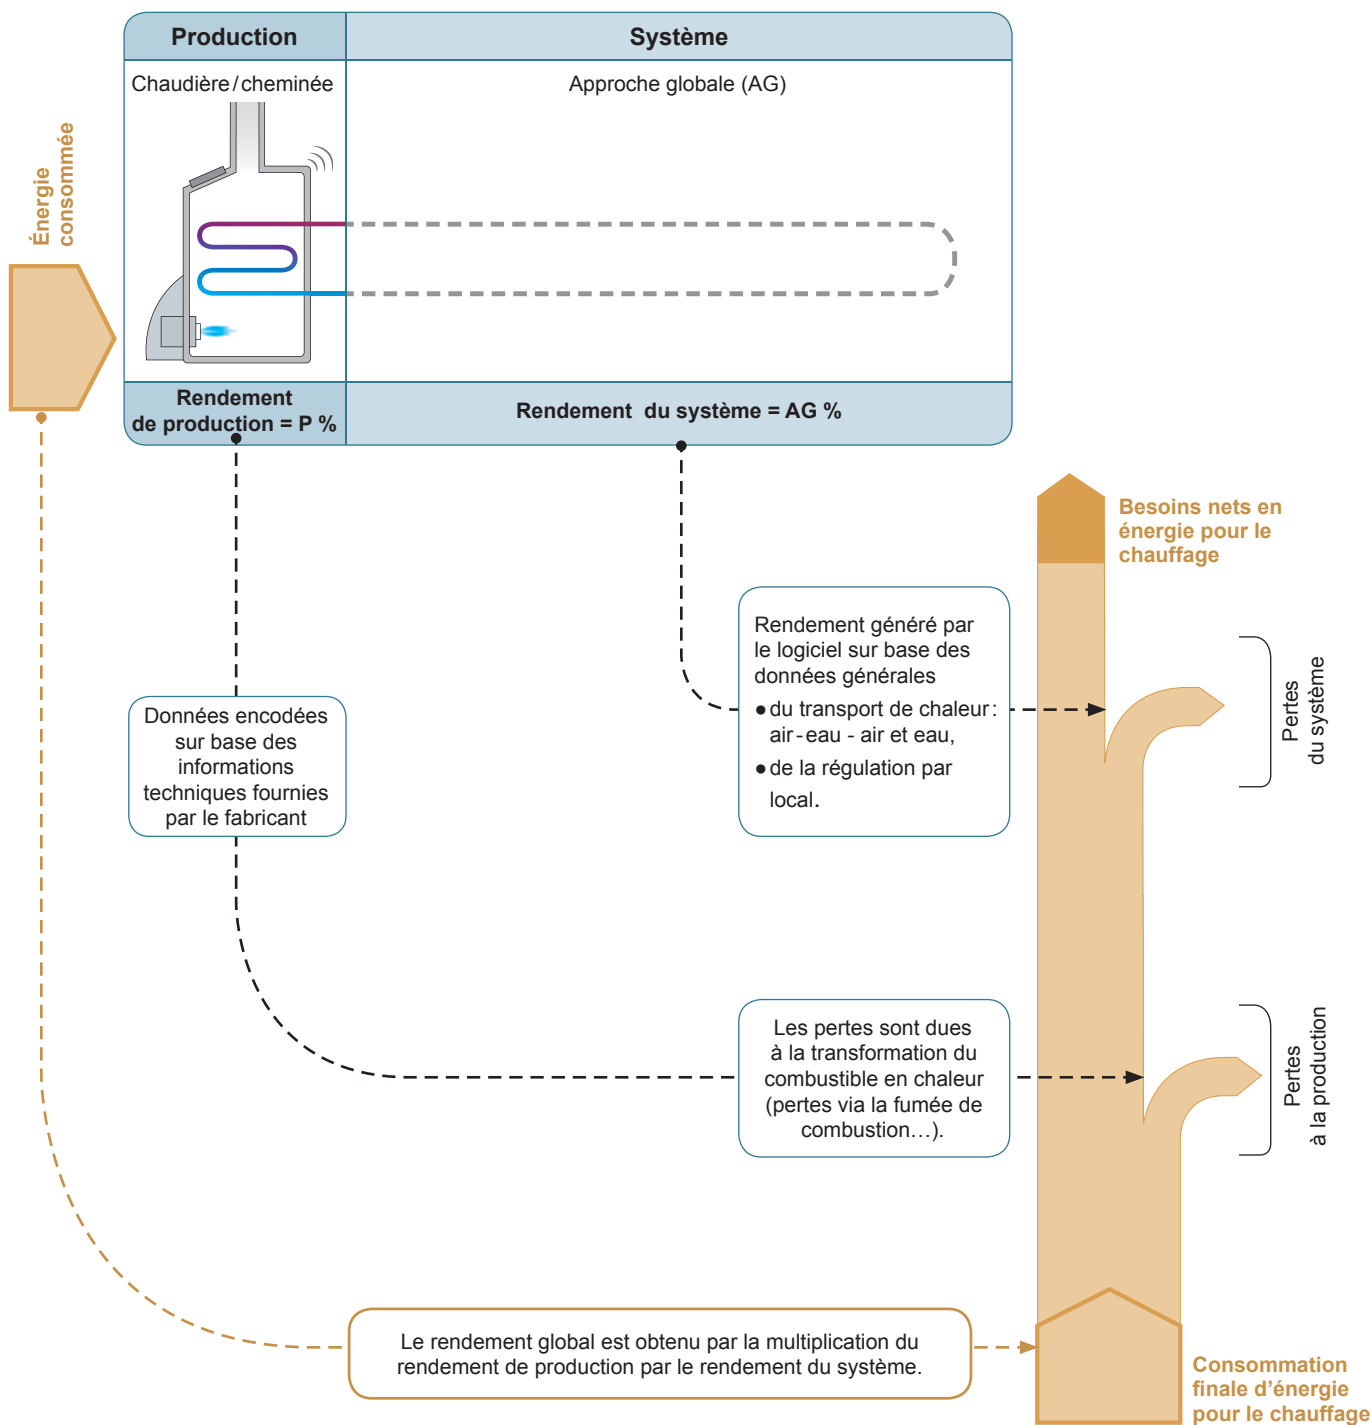 Production
Système
Chaudière/cheminée
Approche globale (AG)
Énergie
consommée
Rendement
de production = P %
Rendement du système = AG %
Besoins nets en
énergie pour le
chauffage
Rendement généré par
le logiciel sur base des
données générales
● du transport de chaleur :
air - eau - air et eau,
● de la régulation par
local.
Pertes
du système
Données encodées
sur base des
informations
techniques fournies
par le fabricant
Les pertes sont dues
à la transformation du
combustible en chaleur
(pertes via la fumée de
combustion…).
Pertes
à la production
Le rendement global est obtenu par la multiplication du
rendement de production par le rendement du système.
Consommation
finale d’énergie
pour le chauffage